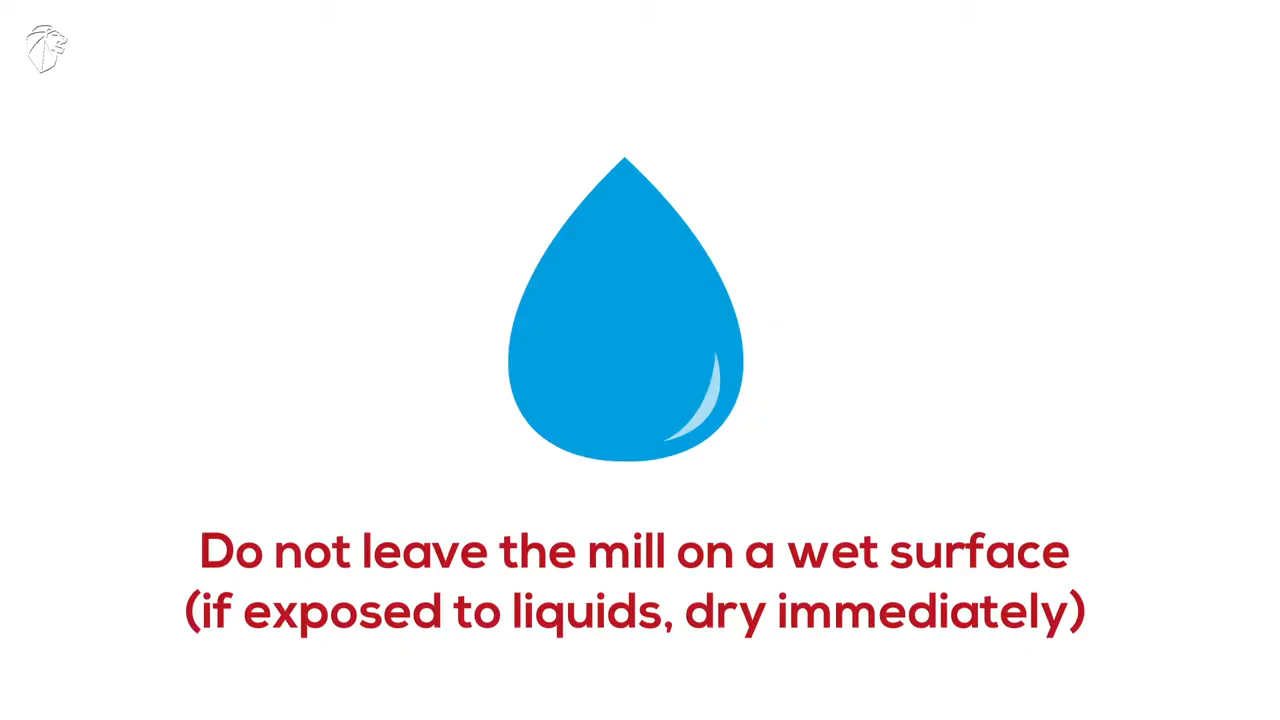 Do not leave the mill on a wet surface
(if exposed to liquids, dry immediately)